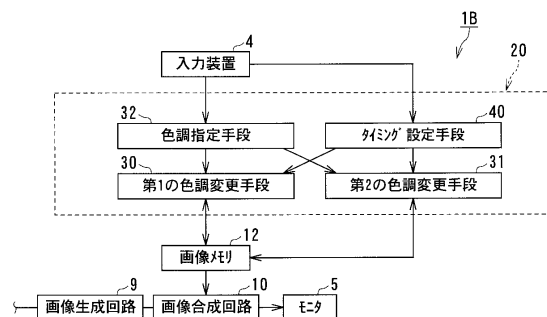 1B
4
入力装置
20
32
色調指定手段
40
ﾀｲﾐﾝｸﾞ設定手段
30
第1の色調変更手段
31
第2の色調変更手段
12
画像ﾒﾓﾘ
9
画像生成回路
10
画像合成回路
5
ﾓﾆﾀ